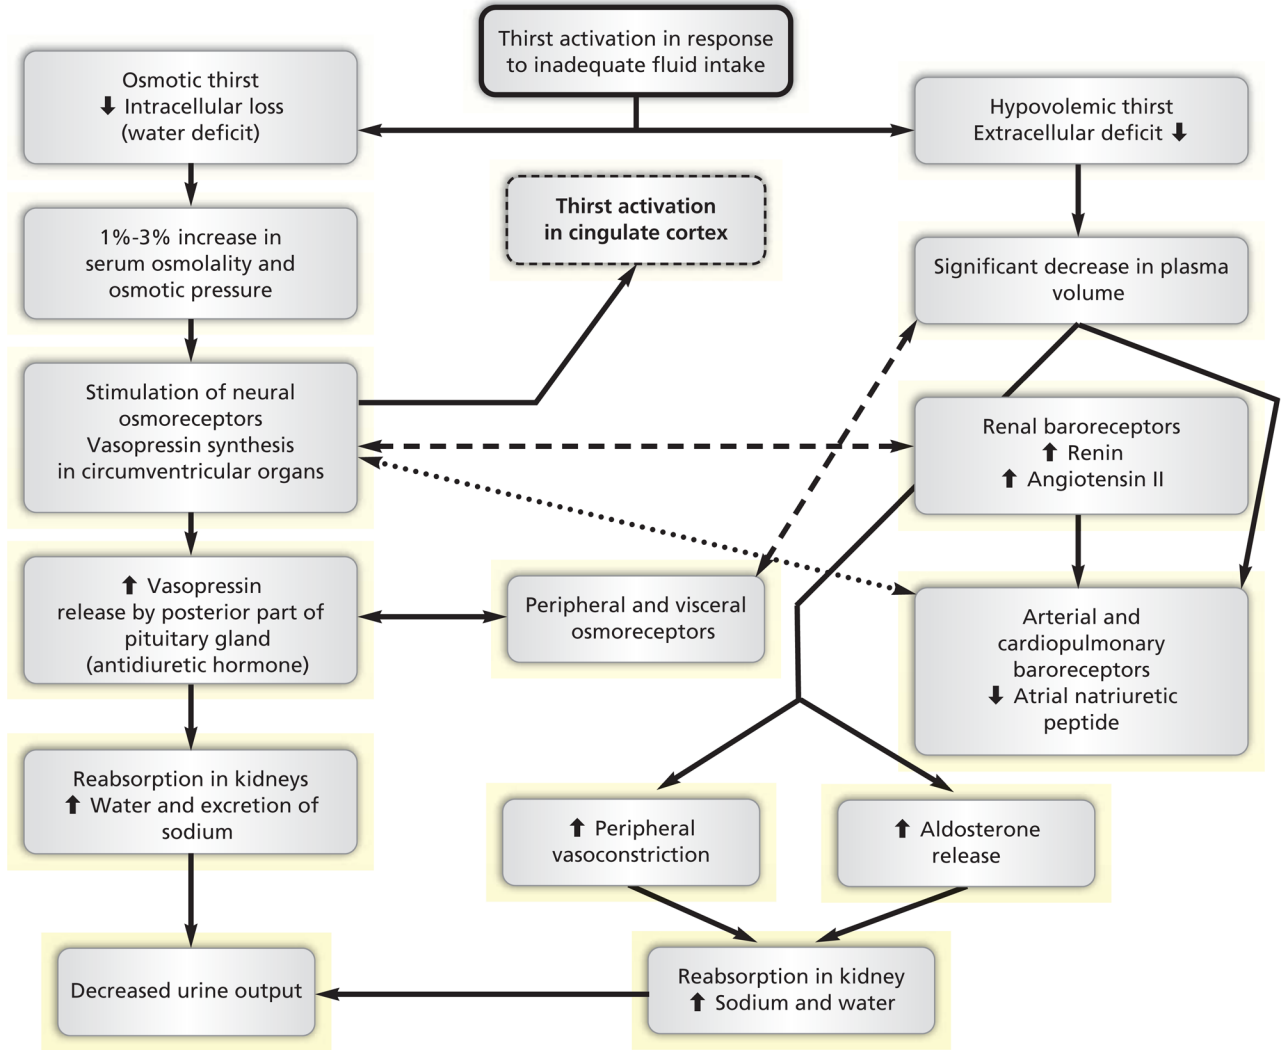 Thirst activation in response
to inadequate fluid intake
Osmotic thirst
⬇ Intracellular loss
(water deficit)
Hypovolemic thirst
Extracellular deficit ⬇
Thirst activation
in cingulate cortex
1%-3% increase in
serum osmolality and
osmotic pressure
Significant decrease in plasma
volume
Stimulation of neural
osmoreceptors
Vasopressin synthesis
in circumventricular organs
Renal baroreceptors
⬆ Renin
⬆ Angiotensin II
⬆ Vasopressin
release by posterior part of
pituitary gland
(antidiuretic hormone)
Peripheral and visceral
osmoreceptors
Arterial and
cardiopulmonary
baroreceptors
⬇ Atrial natriuretic
peptide
Reabsorption in kidneys
⬆ Water and excretion of
sodium
⬆ Peripheral
vasoconstriction
⬆ Aldosterone
release
Decreased urine output
Reabsorption in kidney
⬆ Sodium and water